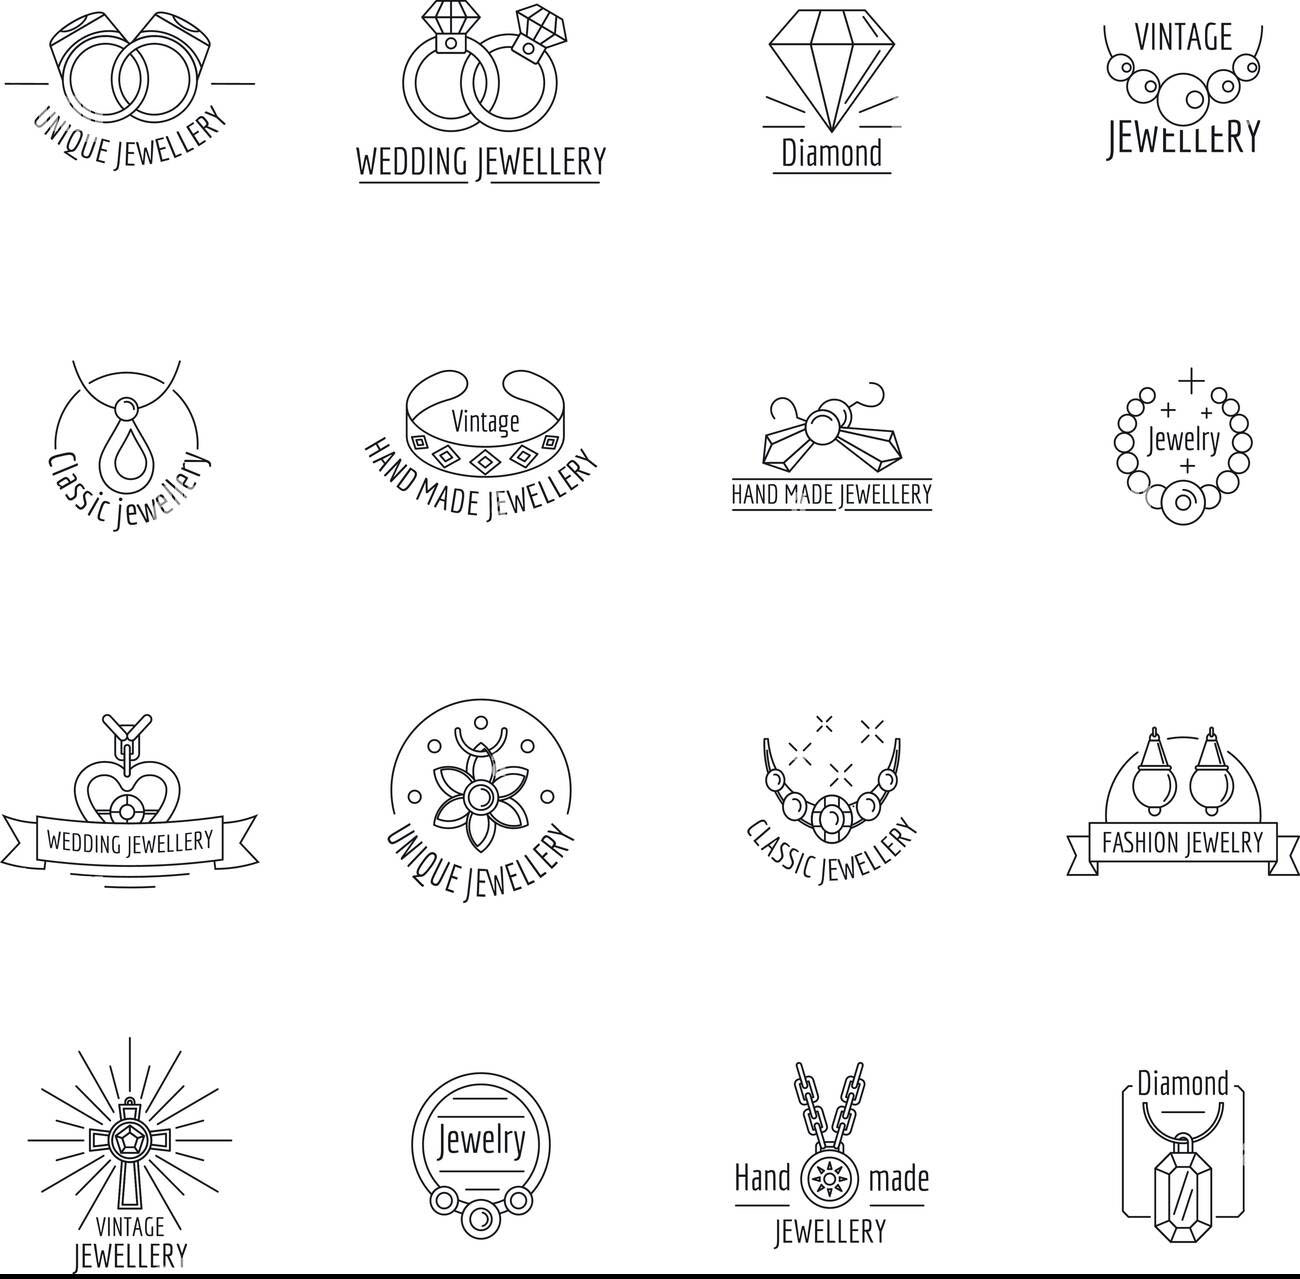 UNIQUE JEWELLERY
WEDDING JEWELLERY
Diamond
VINTAGE
JEWELLERY
Classic jewellery
Vintage
HAND MADE JEWELLERY
HAND MADE JEWELLERY
Jewelry
WEDDING JEWELLERY
UNIQUE JEWELLERY
CLASSIC JEWELLERY
FASHION JEWELRY
VINTAGE
JEWELLERY
Jewelry
Hand made
JEWELLERY
Diamond